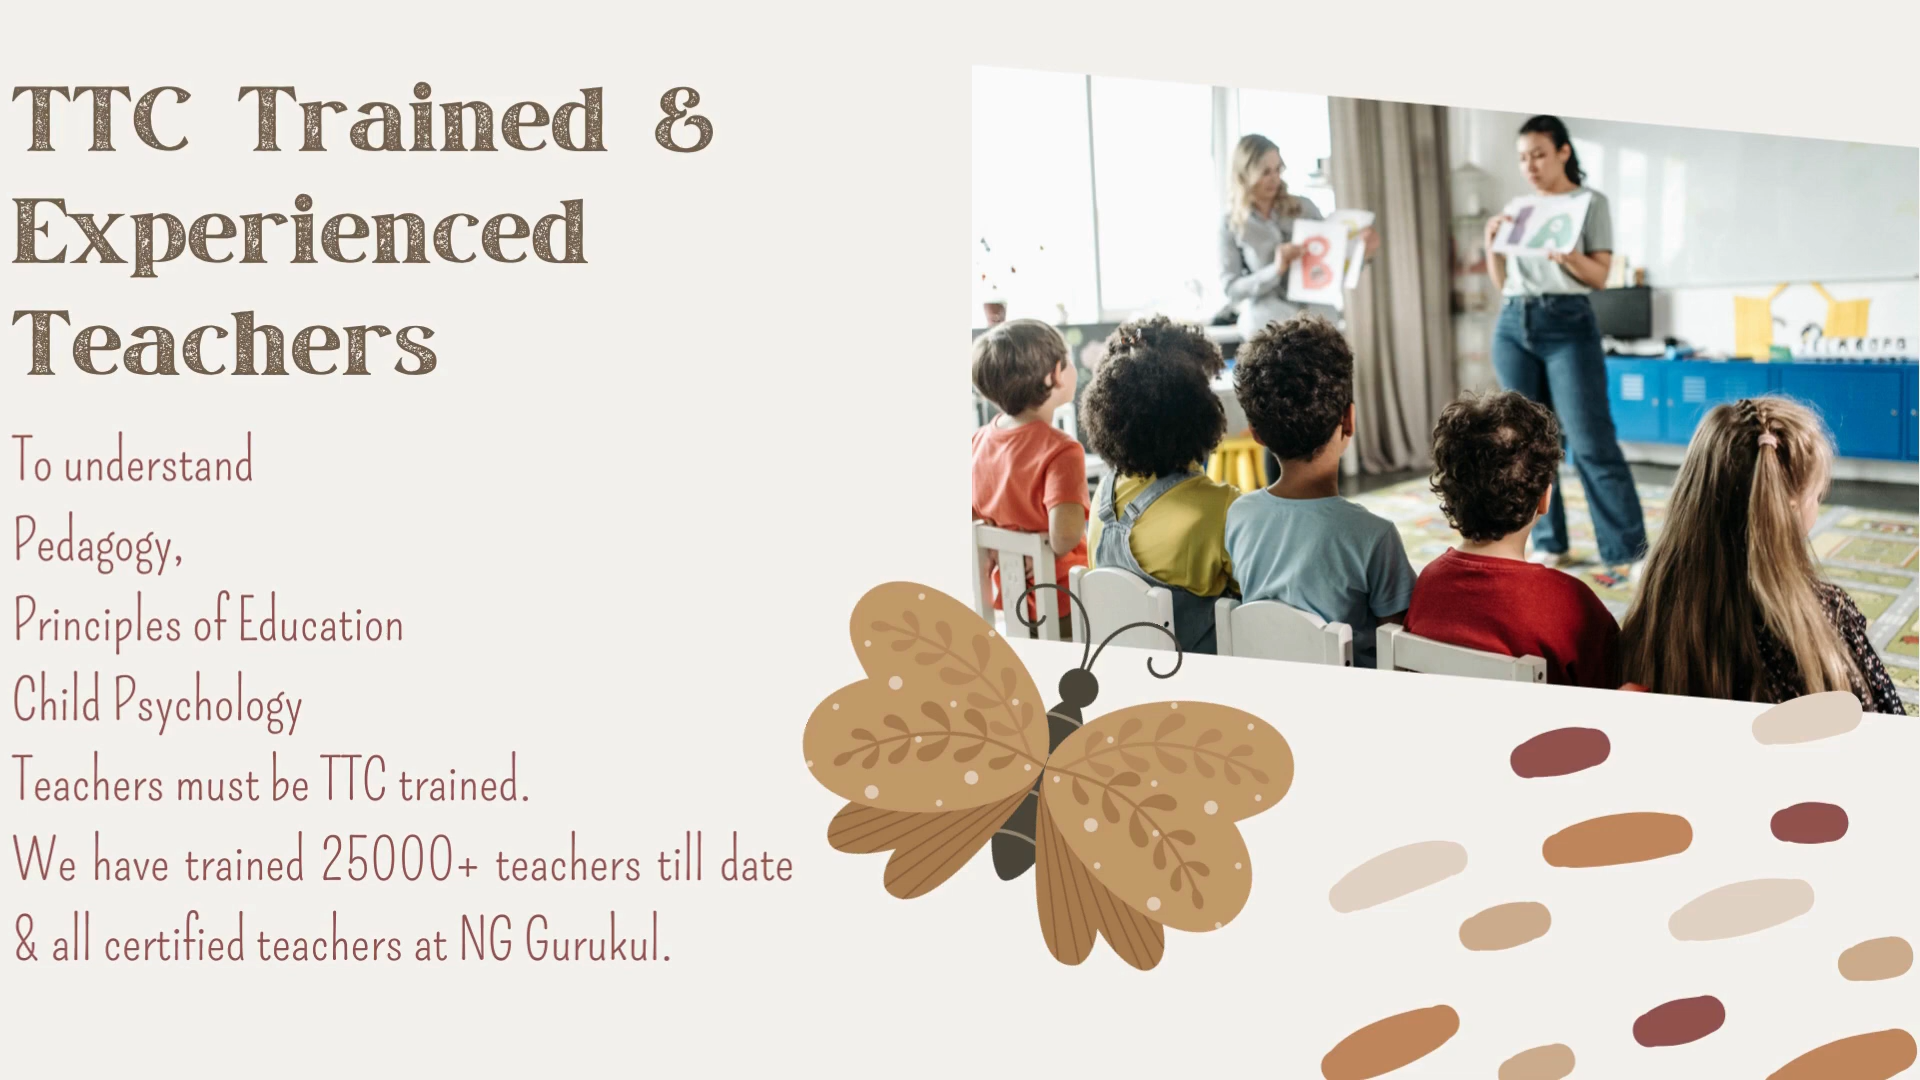 TTC Trained &
Experienced
Teachers
To understand
Pedagogy,
Principles of Education
Child Psychology
Teachers must be TTC trained.
We have trained 25000+ teachers till date
& all certified teachers at NG Gurukul.
B
A